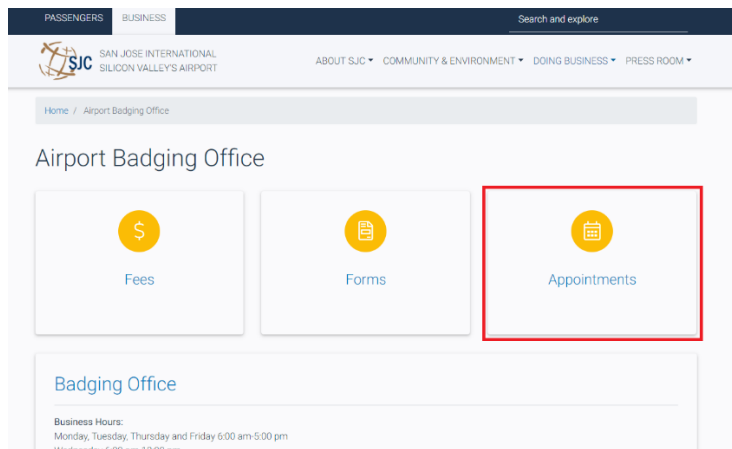 PASSENGERS BUSINESS Search and explore
SJC SAN JOSE INTERNATIONAL
SILICON VALLEY'S AIRPORT
ABOUT SJC COMMUNITY & ENVIRONMENT DOING BUSINESS PRESS ROOM
Home / Airport Badging Office
Airport Badging Office
$
Fees Forms Appointments
Badging Office
Business Hours:
Monday, Tuesday, Thursday and Friday 6:00 am-5:00 pm